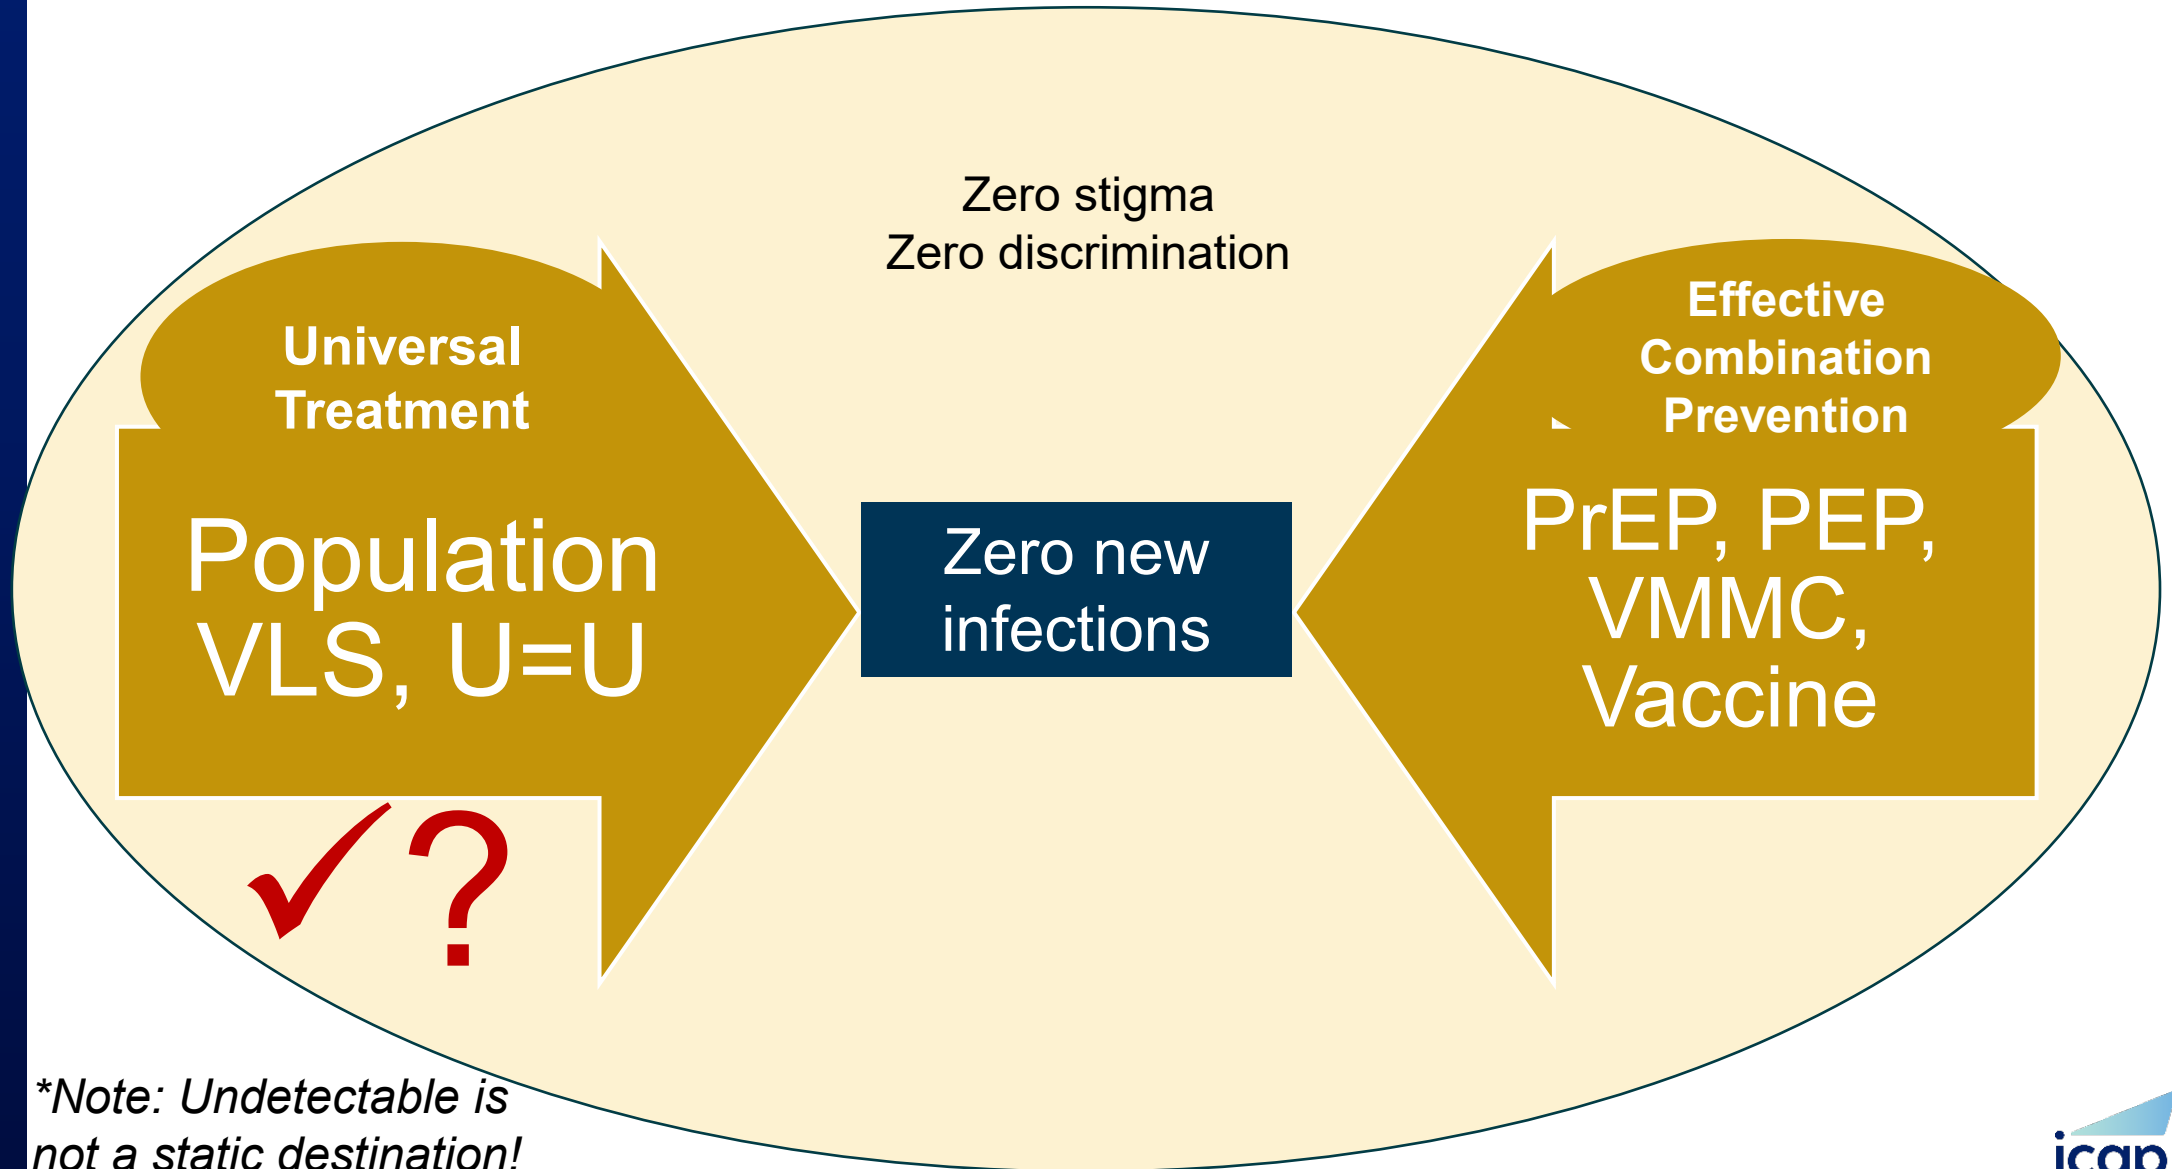 Zero stigma
Zero discrimination
Universal
Treatment
Population
VLS, U=U
Zero new
infections
Effective
Combination
Prevention
PrEP, PEP,
VMMC,
Vaccine
✓?
*Note: Undetectable is
not a static destination!
icap